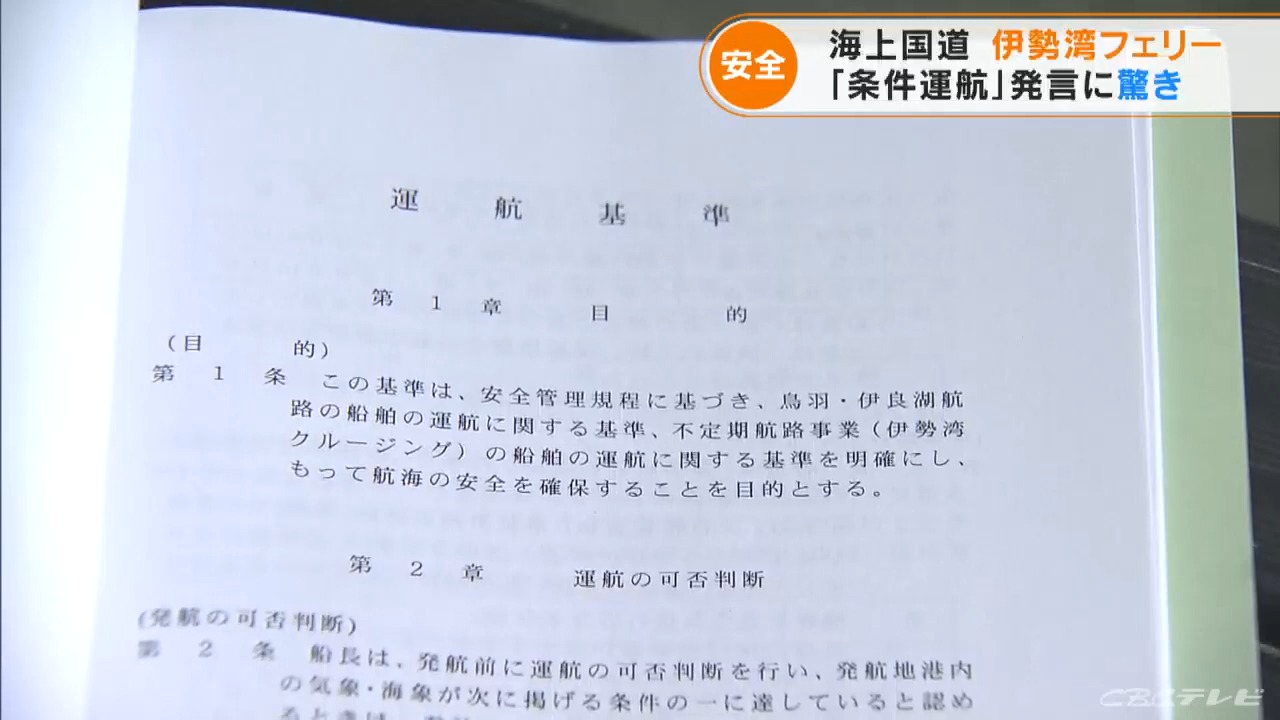 安全
海上国道 伊勢湾フェリー
「条件運航」発言に驚き
運航基準
第1章 目的
(目的)
第1条 この基準は、安全管理規程に基づき、鳥羽・伊良湖航
路の船舶の運航に関する基準、不定期航路事業(伊勢湾
クルージング)の船舶の運航に関する基準を明確にし、
もって航海の安全を確保することを目的とする。
第2章 運航の可否判断
(発航の可否判断)
第2条 船長は、発航前に運航の可否判断を行い、発航地港内
の気象・海象が次に掲げる条件の一に達していると認め
るときは、
CBCテレビ